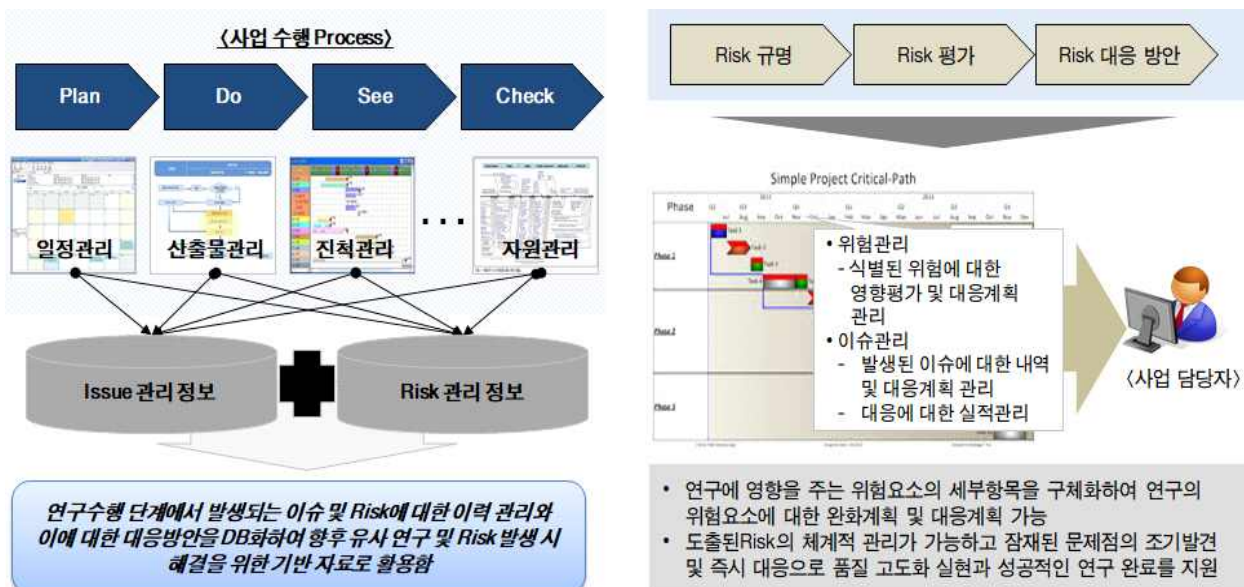 〈사업 수행 Process〉
Plan
Do
See
Check
일정관리
산출물관리
진척관리
...
자원관리
Issue 관리 정보
Risk 관리 정보
연구수행 단계에서 발생되는 이슈 및 Risk에 대한 이력 관리와
이에 대한 대응방안을 DB화하여 향후 유사 연구 및 Risk 발생 시
해결을 위한 기반 자료로 활용함
Risk 규명
Risk 평가
Risk 대응 방안
Simple Project Critical-Path
Phase
Phase 1
Phase 2
Phase 3
• 위험관리
- 식별된 위험에 대한
영향평가 및 대응계획
관리
• 이슈관리
- 발생된 이슈에 대한 내역
및 대응계획 관리
- 대응에 대한 실적관리
〈사업 담당자〉
• 연구에 영향을 주는 위험요소의 세부항목을 구체화하여 연구의
위험요소에 대한 완화계획 및 대응계획 가능
• 도출된Risk의 체계적 관리가 가능하고 잠재된 문제점의 조기발견
및 즉시 대응으로 품질 고도화 실현과 성공적인 연구 완료를 지원